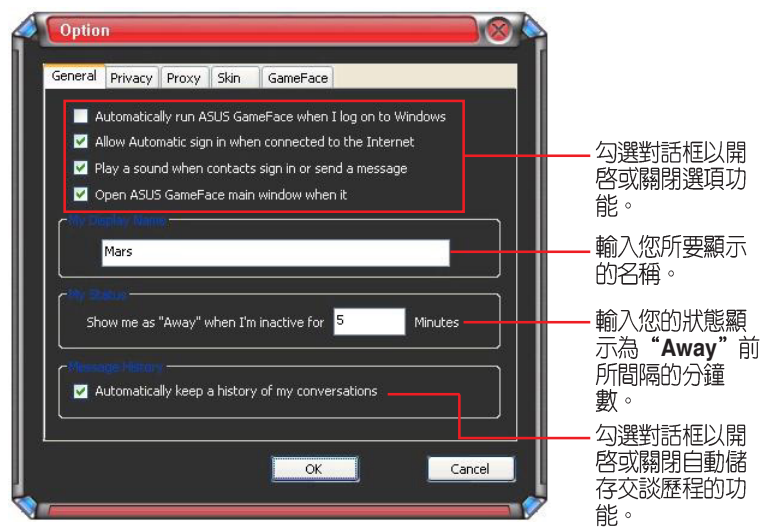 Option
General Privacy Proxy Skin GameFace
Automatically run ASUS GameFace when I log on to Windows
Allow Automatic sign in when connected to the Internet
Play a sound when contacts sign in or send a message
Open ASUS GameFace main window when it
My Display Name
Mars
My Status
Show me as "Away" when I'm inactive for 5 Minutes
Message History
Automatically keep a history of my conversations
OK Cancel
勾選對話框以開
啓或關閉選項功
能。
輸入您所要顯示
的名稱。
輸入您的狀態顯
示為“Away”前
所間隔的分鐘
數。
勾選對話框以開
啓或關閉自動儲
存交談歷程的功
能。